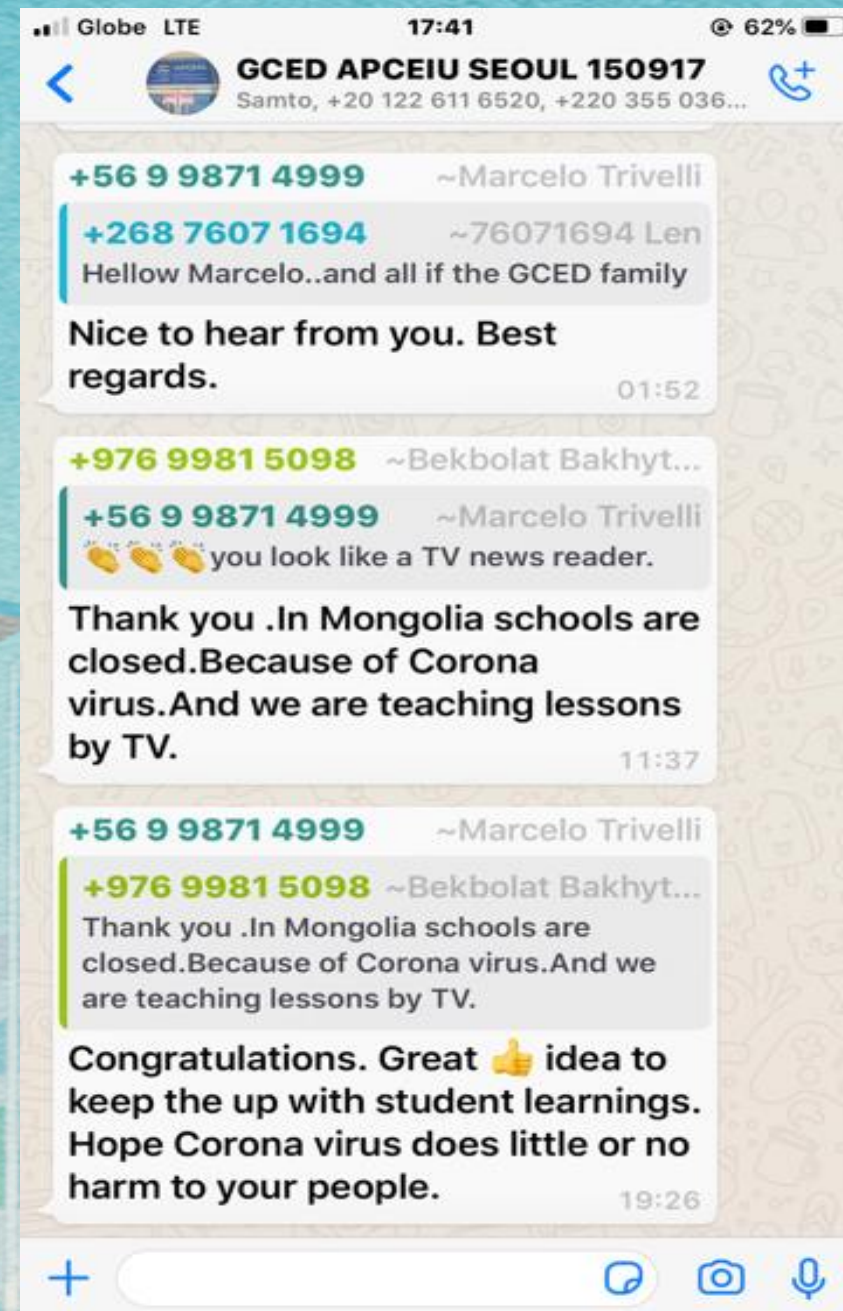 Globe LTE 17:41 62%
GCED APCEIU SEOUL 150917
Samto, +20 122 611 6520, +220 355 036...
+56 9 9871 4999 ~Marcelo Trivelli
+268 7607 1694 ~76071694 Len
Hellow Marcelo..and all if the GCED family
Nice to hear from you. Best
regards.
01:52
+976 9981 5098 ~Bekbolat Bakhyt...
+56 9 9871 4999 ~Marcelo Trivelli
👏👏👏you look like a TV news reader.
Thank you .In Mongolia schools are
closed.Because of Corona
virus.And we are teaching lessons
by TV.
11:37
+56 9 9871 4999 ~Marcelo Trivelli
+976 9981 5098 ~Bekbolat Bakhyt...
Thank you .In Mongolia schools are
closed.Because of Corona virus.And we
are teaching lessons by TV.
Congratulations. Great 👍 idea to
keep the up with student learnings.
Hope Corona virus does little or no
harm to your people.
19:26